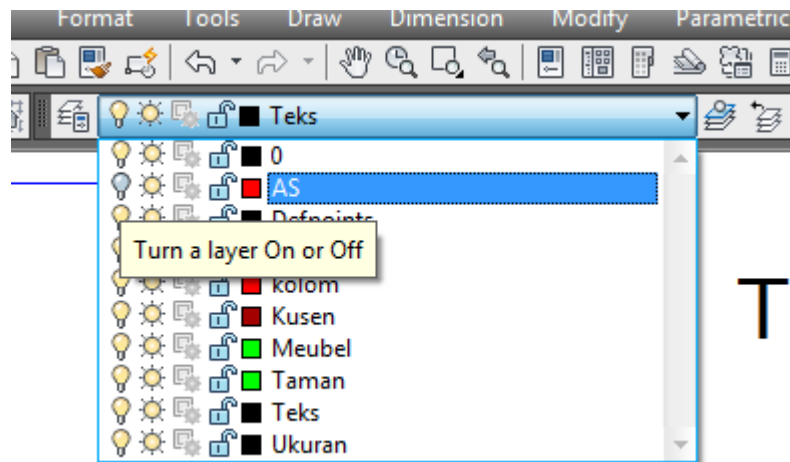 Format Tools Draw Dimension Modify Parametric
Teks
0
AS
Defpoints
Turn a layer On or Off
kolom
Kusen
Meubel
Taman
Teks
Ukuran
T